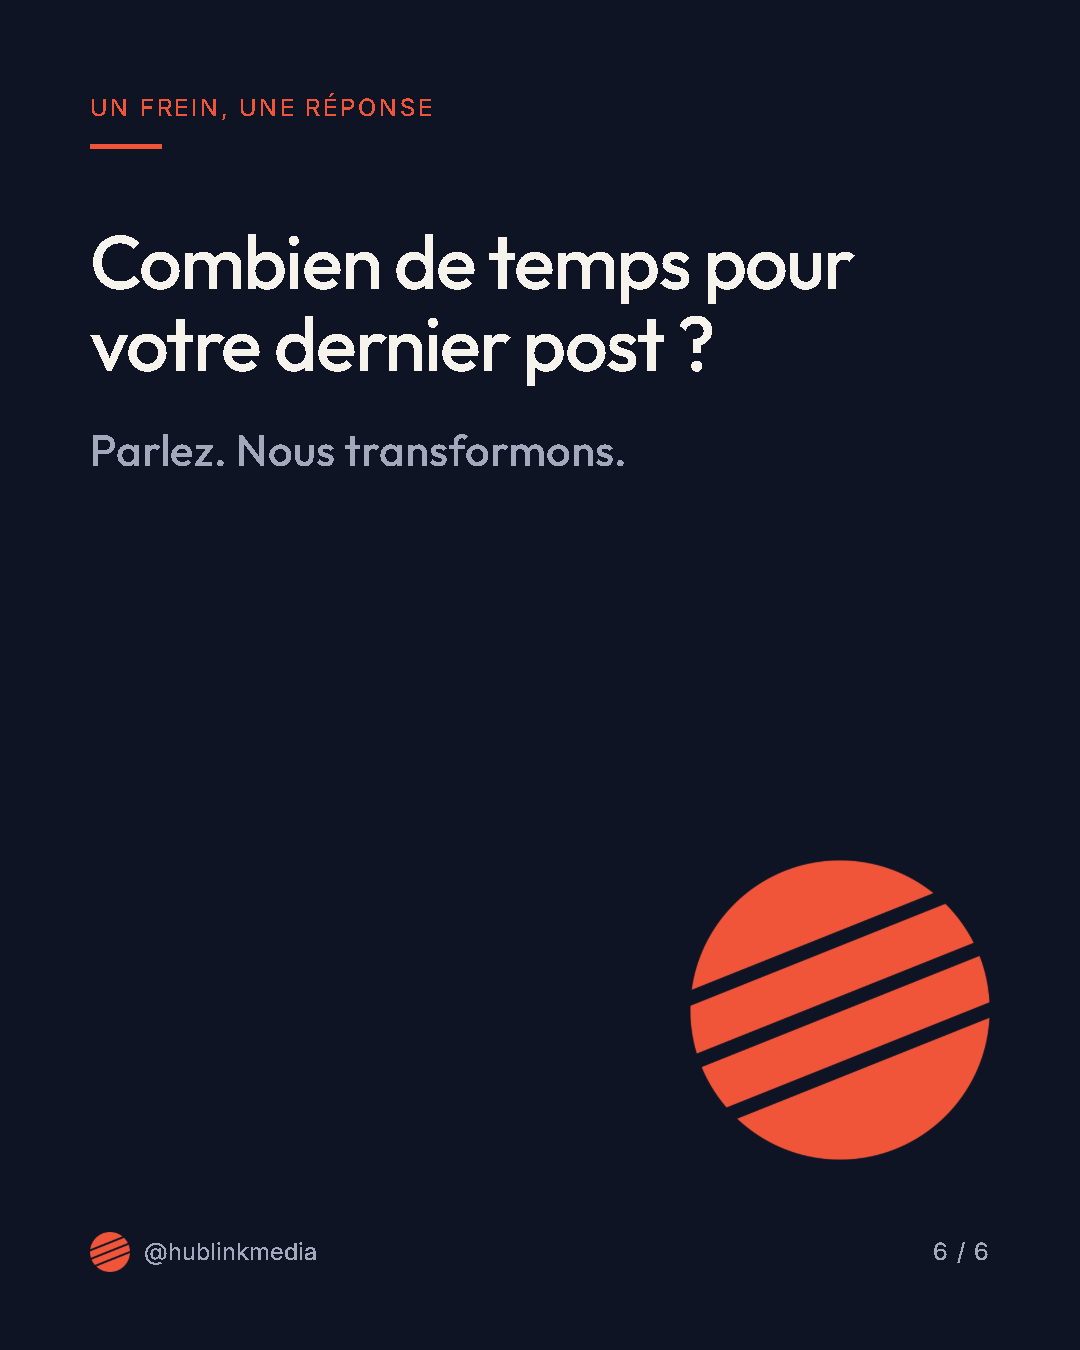 UN FREIN, UNE RÉPONSE
Combien de temps pour
votre dernier post ?
Parlez. Nous transformons.
@hublinkmedia
6 / 6